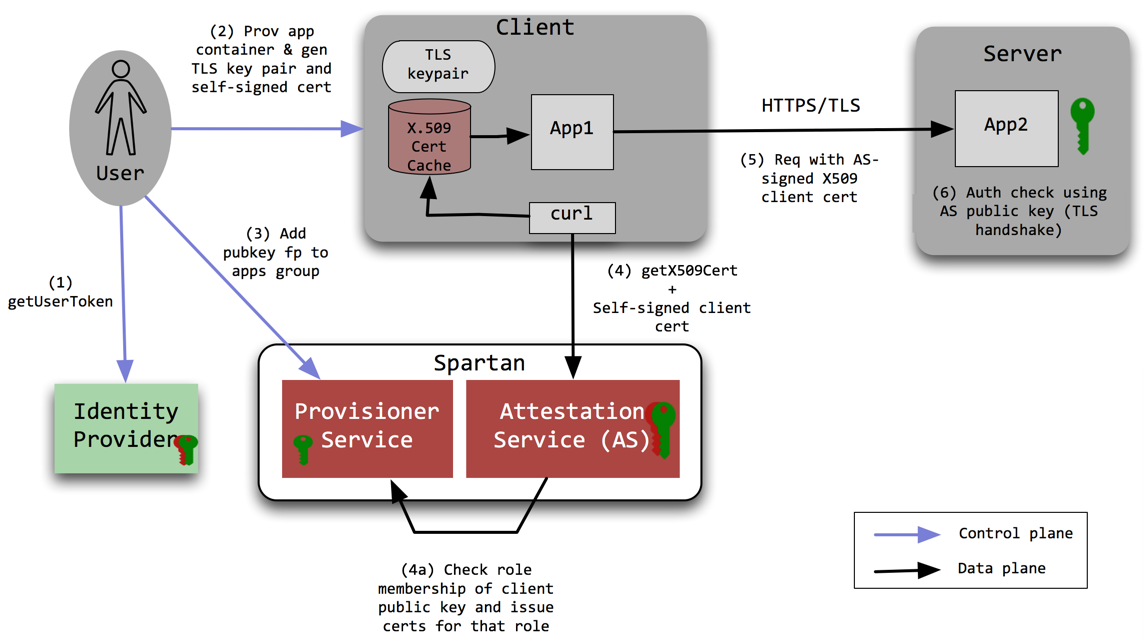 (2) Prov app
container & gen
TLS key pair and
self-signed cert
Client
TLS
keypair
X.509
Cert
Cache
App1
curl
HTTPS/TLS
(5) Req with AS-
signed X509
client cert
Server
App2
(6) Auth check using
AS public key (TLS
handshake)
User
(1)
getUserToken
(3) Add
pubkey fp to
apps group
(4) getX509Cert
+
Self-signed client
cert
Identity
Provider
Spartan
Provisioner
Service
Attestation
Service (AS)
(4a) Check role
membership of client
public key and issue
certs for that role
Control plane
Data plane